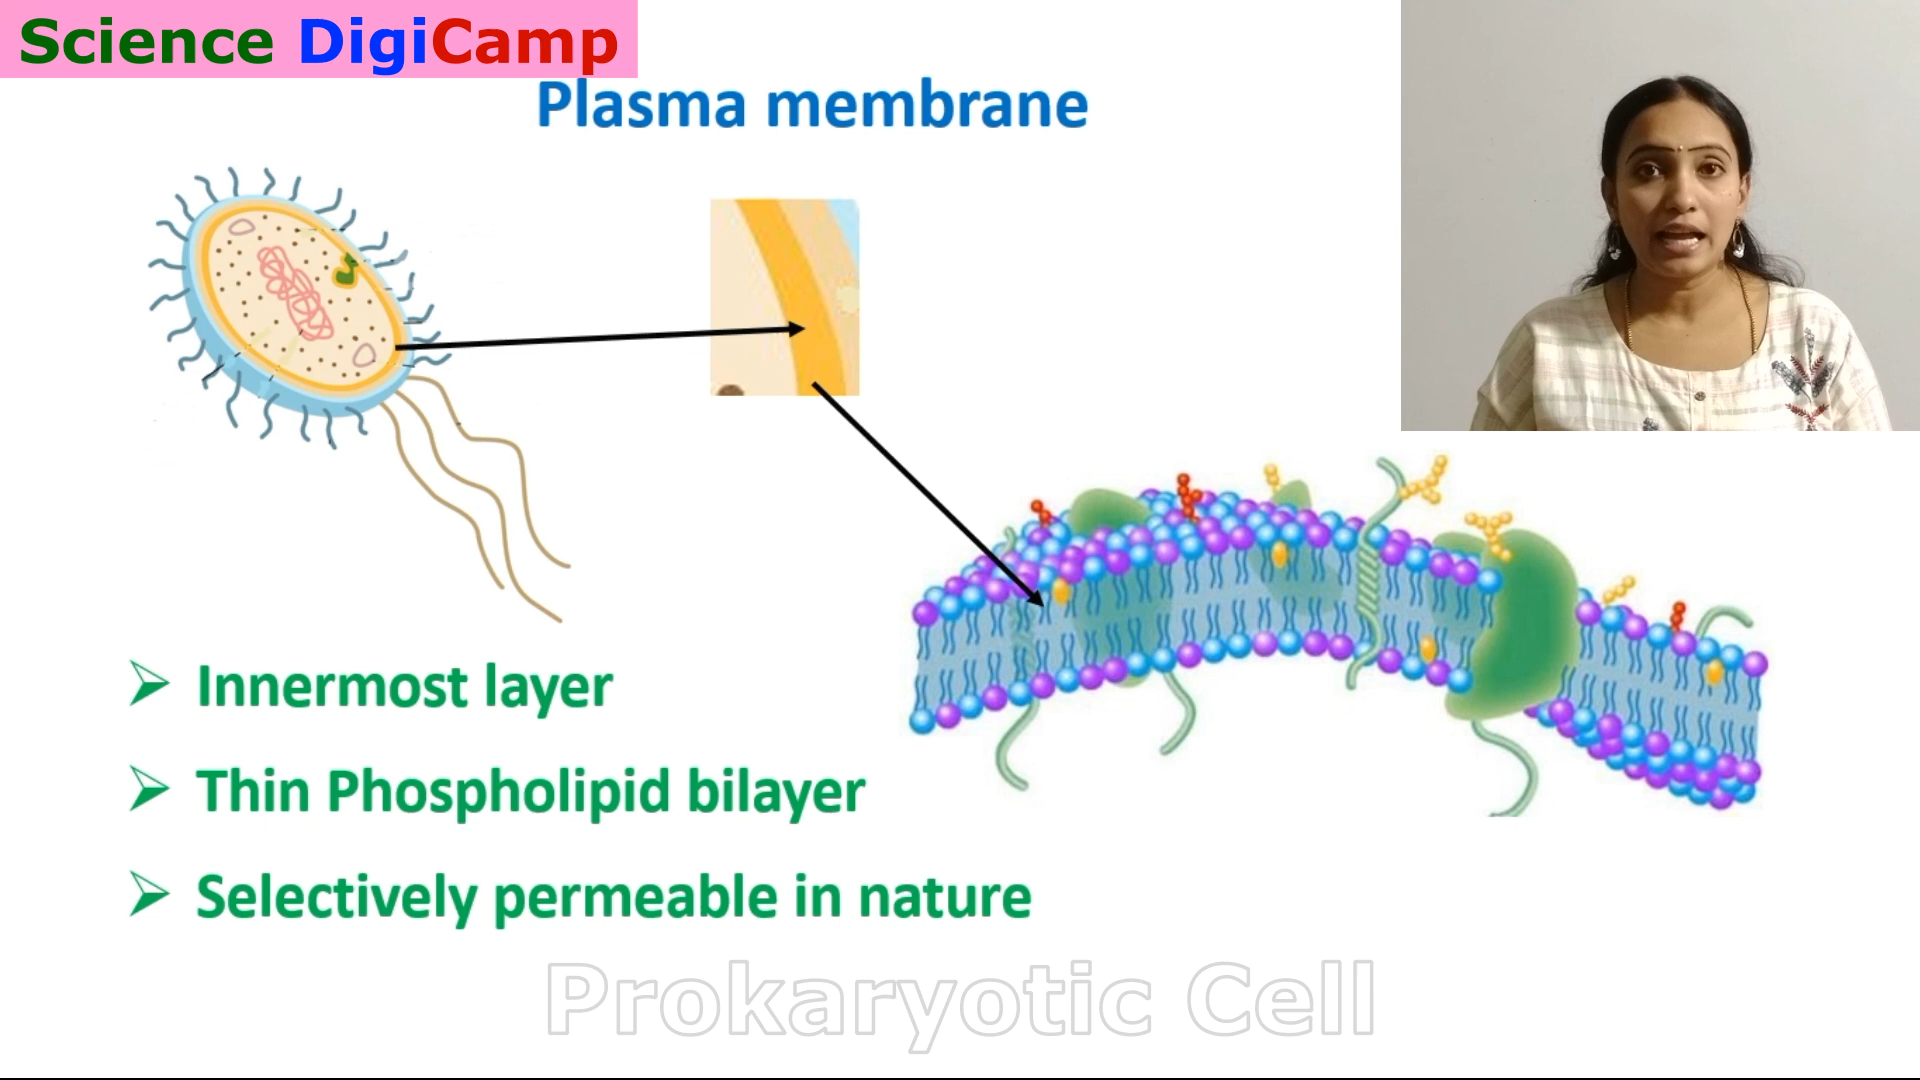 Science DigiCamp
Plasma membrane
Innermost layer
Thin Phospholipid bilayer
Selectively permeable in nature
Prokaryotic Cell